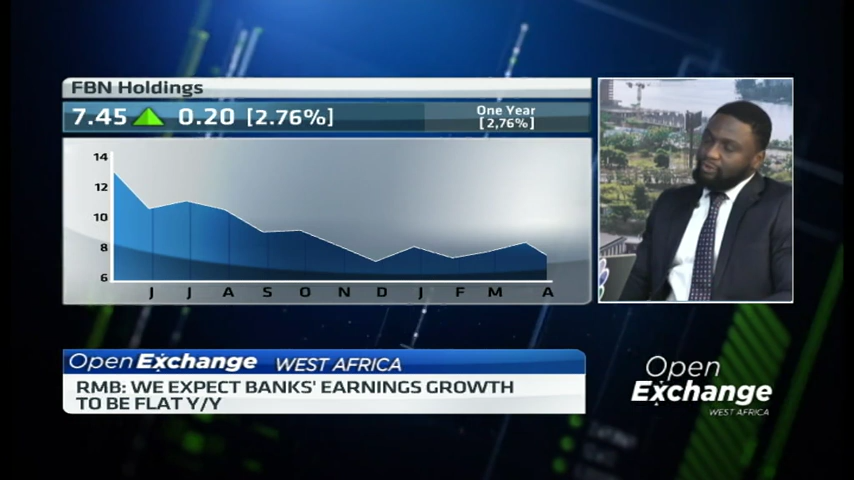 FBN Holdings
7.45 0.20 [2.76%]
One Year
[2,76%]
14
12
10
8
6
J J A S O N D J F M A
Open Exchange WEST AFRICA
RMB: WE EXPECT BANKS' EARNINGS GROWTH
TO BE FLAT Y/Y
Open
Exchange
WEST AFRICA